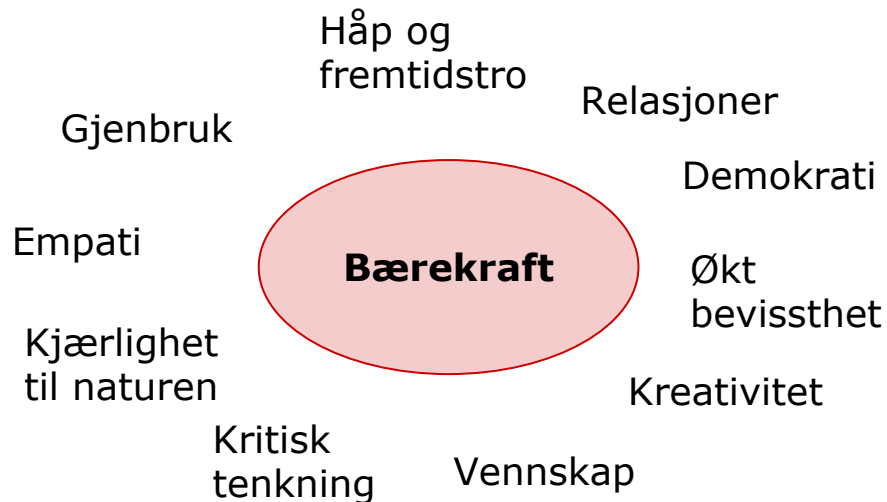 Håp og
fremtidstro
Relasjoner
Gjenbruk
Demokrati
Empati
Bærekraft
Økt
bevissthet
Kjærlighet
til naturen
Kreativitet
Kritisk
tenkning
Vennskap